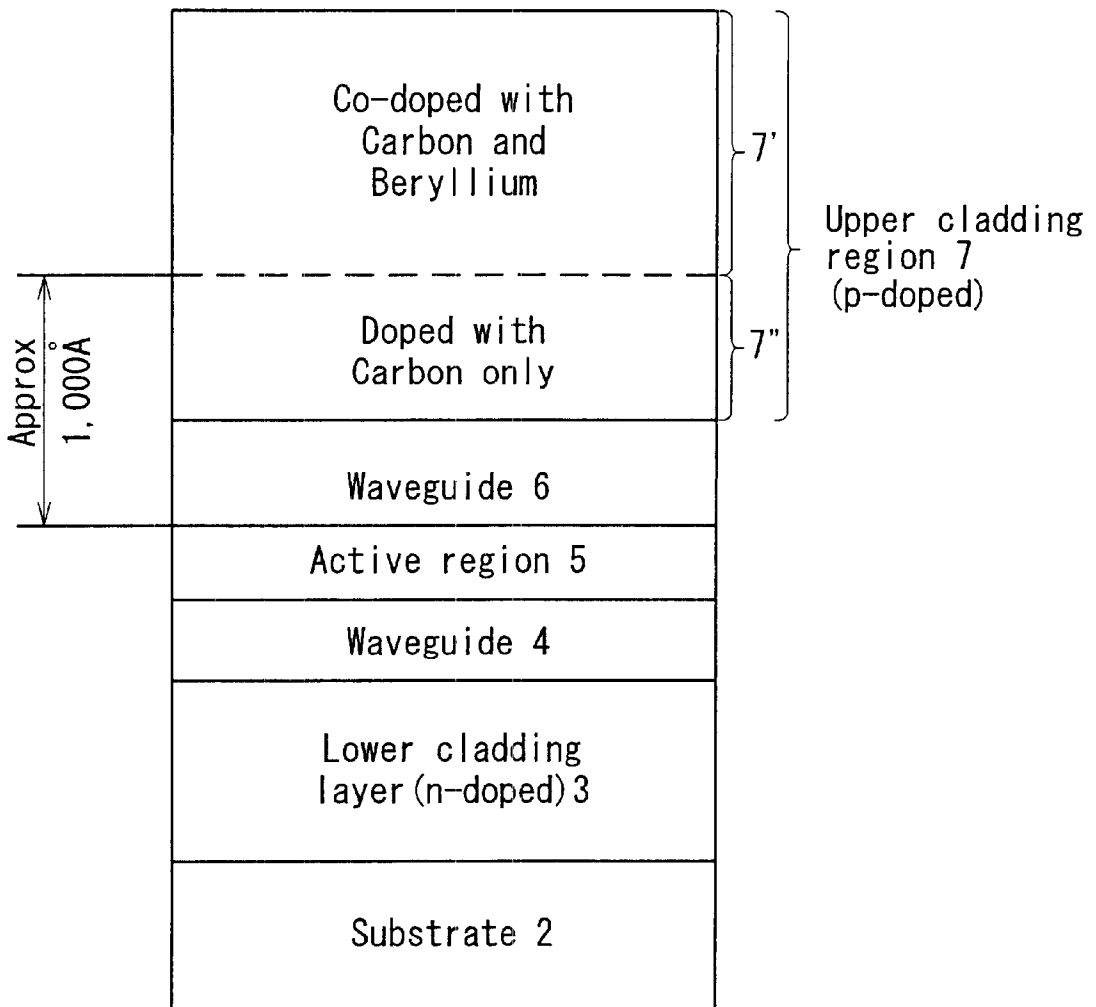 Co-doped with
Carbon and
Beryllium
7'
Upper cladding
region 7
(p-doped)
Approx
1,000Å
Doped with
Carbon only
7"
Waveguide 6
Active region 5
Waveguide 4
Lower cladding
layer(n-doped)3
Substrate 2